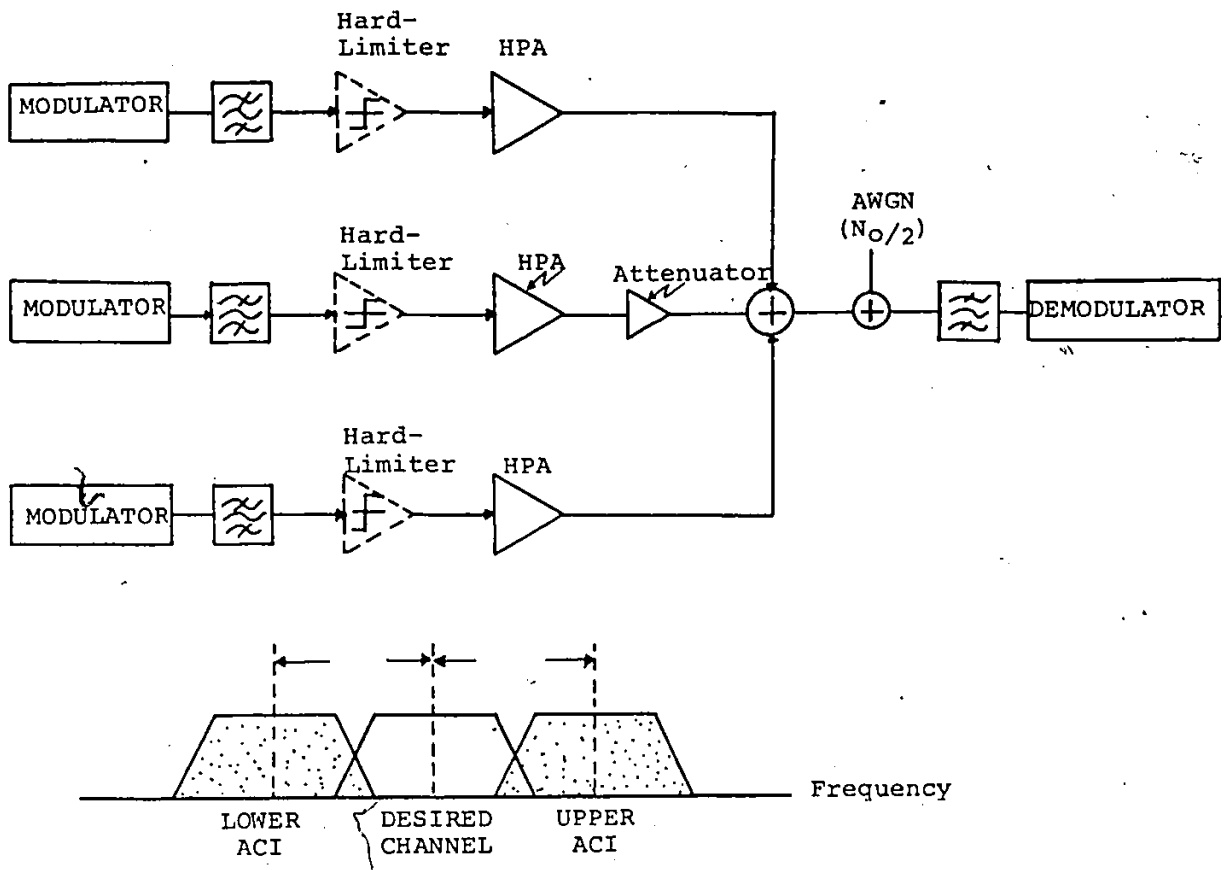 Hard-
Limiter
HPA
MODULATOR
AWGN
(No/2)
Hard-
Limiter
HPA
Attenuator
MODULATOR
DEMODULATOR
Hard-
Limiter
HPA
MODULATOR
Frequency
LOWER
ACI
DESIRED
CHANNEL
UPPER
ACI